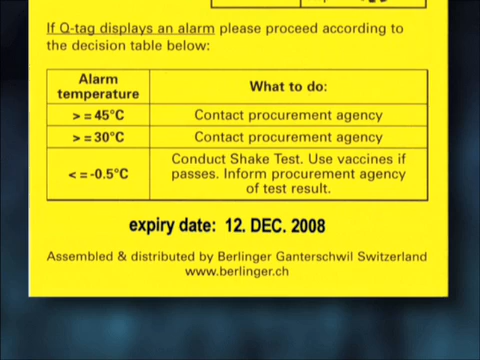 If Q-tag displays an alarm please proceed according to
the decision table below:
Alarm temperature
What to do:
> = 45°C
Contact procurement agency
> = 30°C
Contact procurement agency
< = -0.5°C
Conduct Shake Test. Use vaccines if
passes. Inform procurement agency
of test result.
expiry date: 12. DEC. 2008
Assembled & distributed by Berlinger Ganterschwil Switzerland
www.berlinger.ch